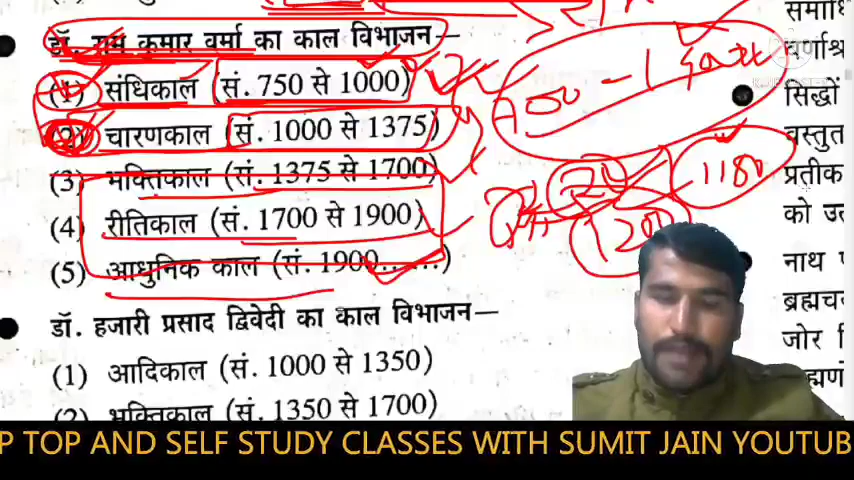 डॉ. राम कुमार वर्मा का काल विभाजन–
(1) संधिकाल (सं. 750 से 1000)
(2) चारणकाल (सं. 1000 से 1375)
(3) भक्तिकाल (सं. 1375 से 1700)
(4) रीतिकाल (सं. 1700 से 1900)
(5) आधुनिक काल (सं. 1900......)
डॉ. हजारी प्रसाद द्विवेदी का काल विभाजन–
(1) आदिकाल (सं. 1000 से 1350)
(2) भक्तिकाल (सं. 1350 से 1700)
1180
1200
वर्णाश्र
सिद्धों
वस्तुत
प्रतीक
को उ
नाथ
ब्रह्मच
जोर
P TOP AND SELF STUDY CLASSES WITH SUMIT JAIN YOUTUB